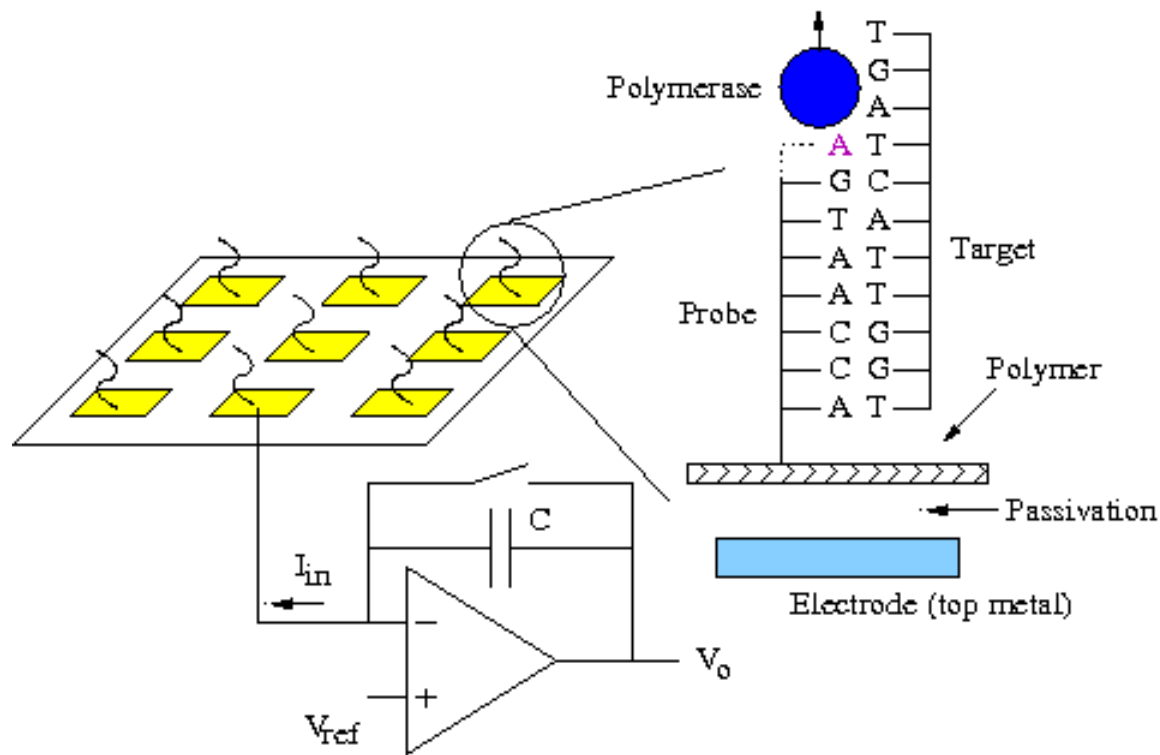 T
G
Polymerase
A
A T
G C
T A
A T
Target
A T
Probe
C G
C G
Polymer
A T
C
Passivation
I_in
Electrode (top metal)
−
V_o
+
V_ref